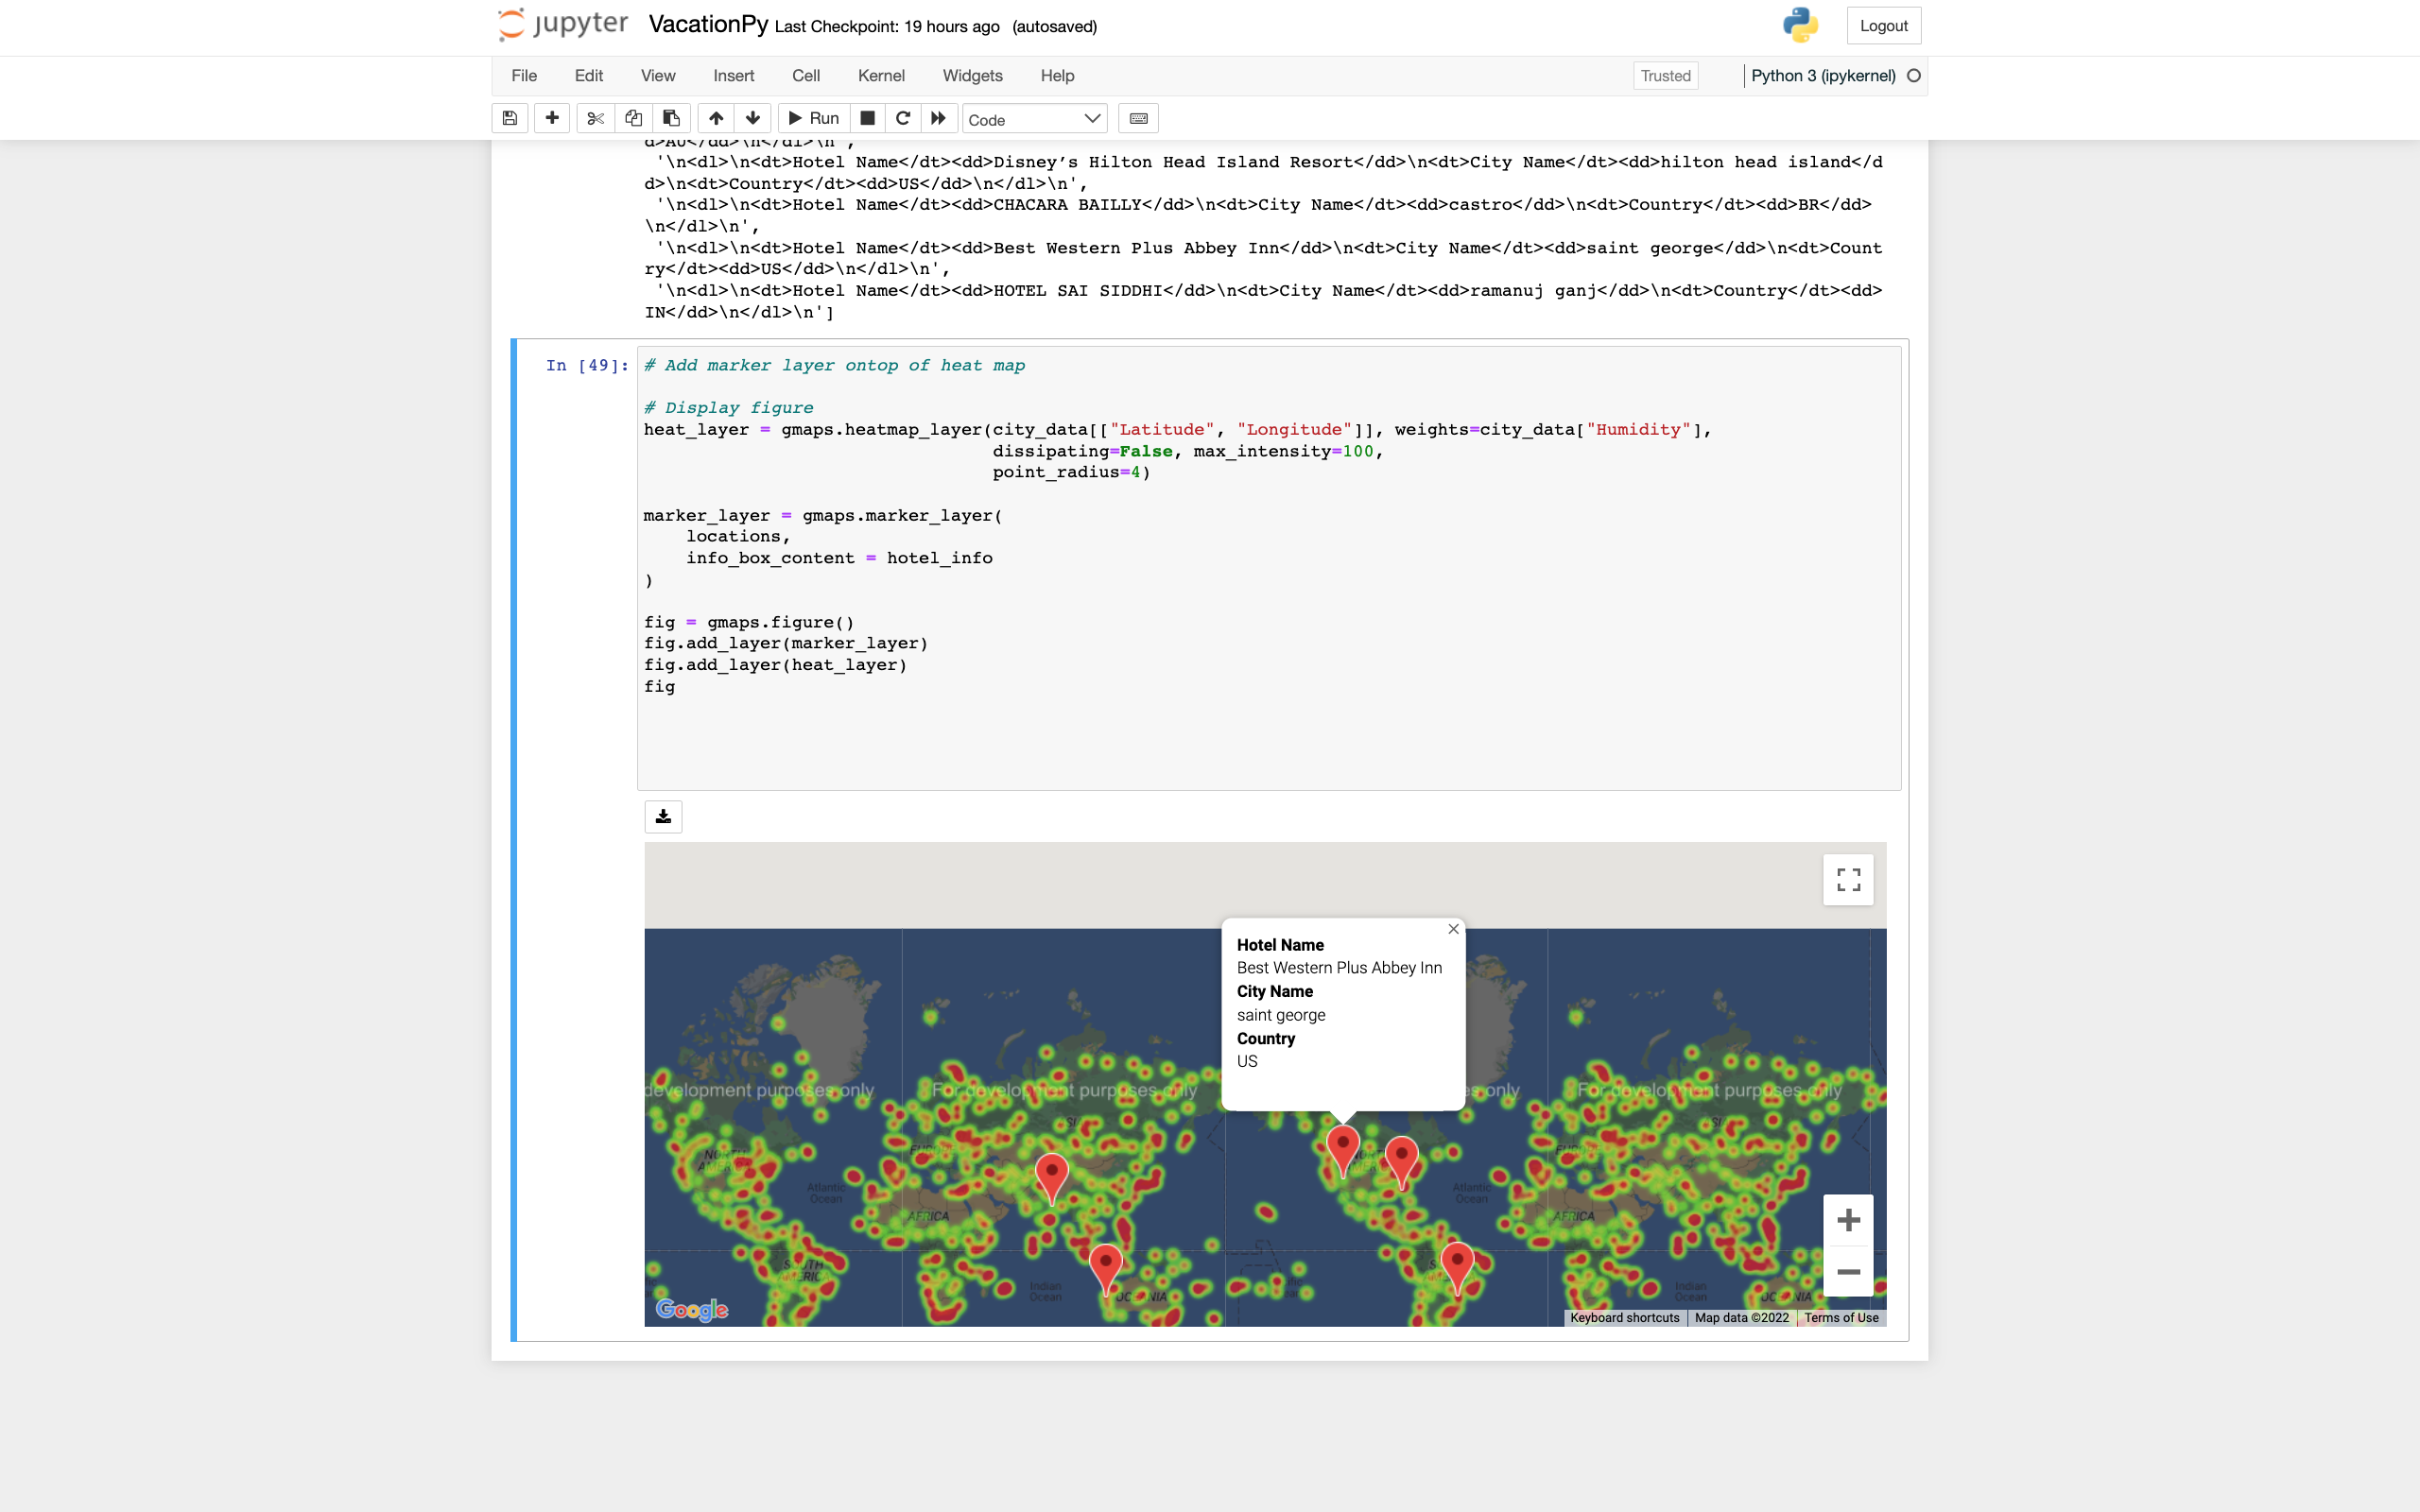 jupyter VacationPy Last Checkpoint: 19 hours ago (autosaved)
Logout
File Edit View Insert Cell Kernel Widgets Help
Trusted Python 3 (ipykernel)
Run Code
d>AU</dd>\n</dl>\n',
'\n<dl>\n<dt>Hotel Name</dt><dd>Disney’s Hilton Head Island Resort</dd>\n<dt>City Name</dt><dd>hilton head island</d
d>\n<dt>Country</dt><dd>US</dd>\n</dl>\n',
'\n<dl>\n<dt>Hotel Name</dt><dd>CHACARA BAILLY</dd>\n<dt>City Name</dt><dd>castro</dd>\n<dt>Country</dt><dd>BR</dd>
\n</dl>\n',
'\n<dl>\n<dt>Hotel Name</dt><dd>Best Western Plus Abbey Inn</dd>\n<dt>City Name</dt><dd>saint george</dd>\n<dt>Count
ry</dt><dd>US</dd>\n</dl>\n',
'\n<dl>\n<dt>Hotel Name</dt><dd>HOTEL SAI SIDDHI</dd>\n<dt>City Name</dt><dd>ramanuj ganj</dd>\n<dt>Country</dt><dd>
IN</dd>\n</dl>\n']
In [49]:
# Add marker layer ontop of heat map
# Display figure
heat_layer = gmaps.heatmap_layer(city_data[["Latitude", "Longitude"]], weights=city_data["Humidity"],
dissipating=False, max_intensity=100,
point_radius=4)
marker_layer = gmaps.marker_layer(
locations,
info_box_content = hotel_info
)
fig = gmaps.figure()
fig.add_layer(marker_layer)
fig.add_layer(heat_layer)
fig
Hotel Name
Best Western Plus Abbey Inn
City Name
saint george
Country
US
development purposes only
For development purposes only
es only
For development purposes only
NORTH
AMERICA
EUROPE
Atlantic
Ocean
AFRICA
SOUTH
AMERICA
Indian
Ocean
OCEANIA
Atlantic
Ocean
AFRICA
Indian
Ocean
OCEANIA
Google
Keyboard shortcuts Map data ©2022 Terms of Use